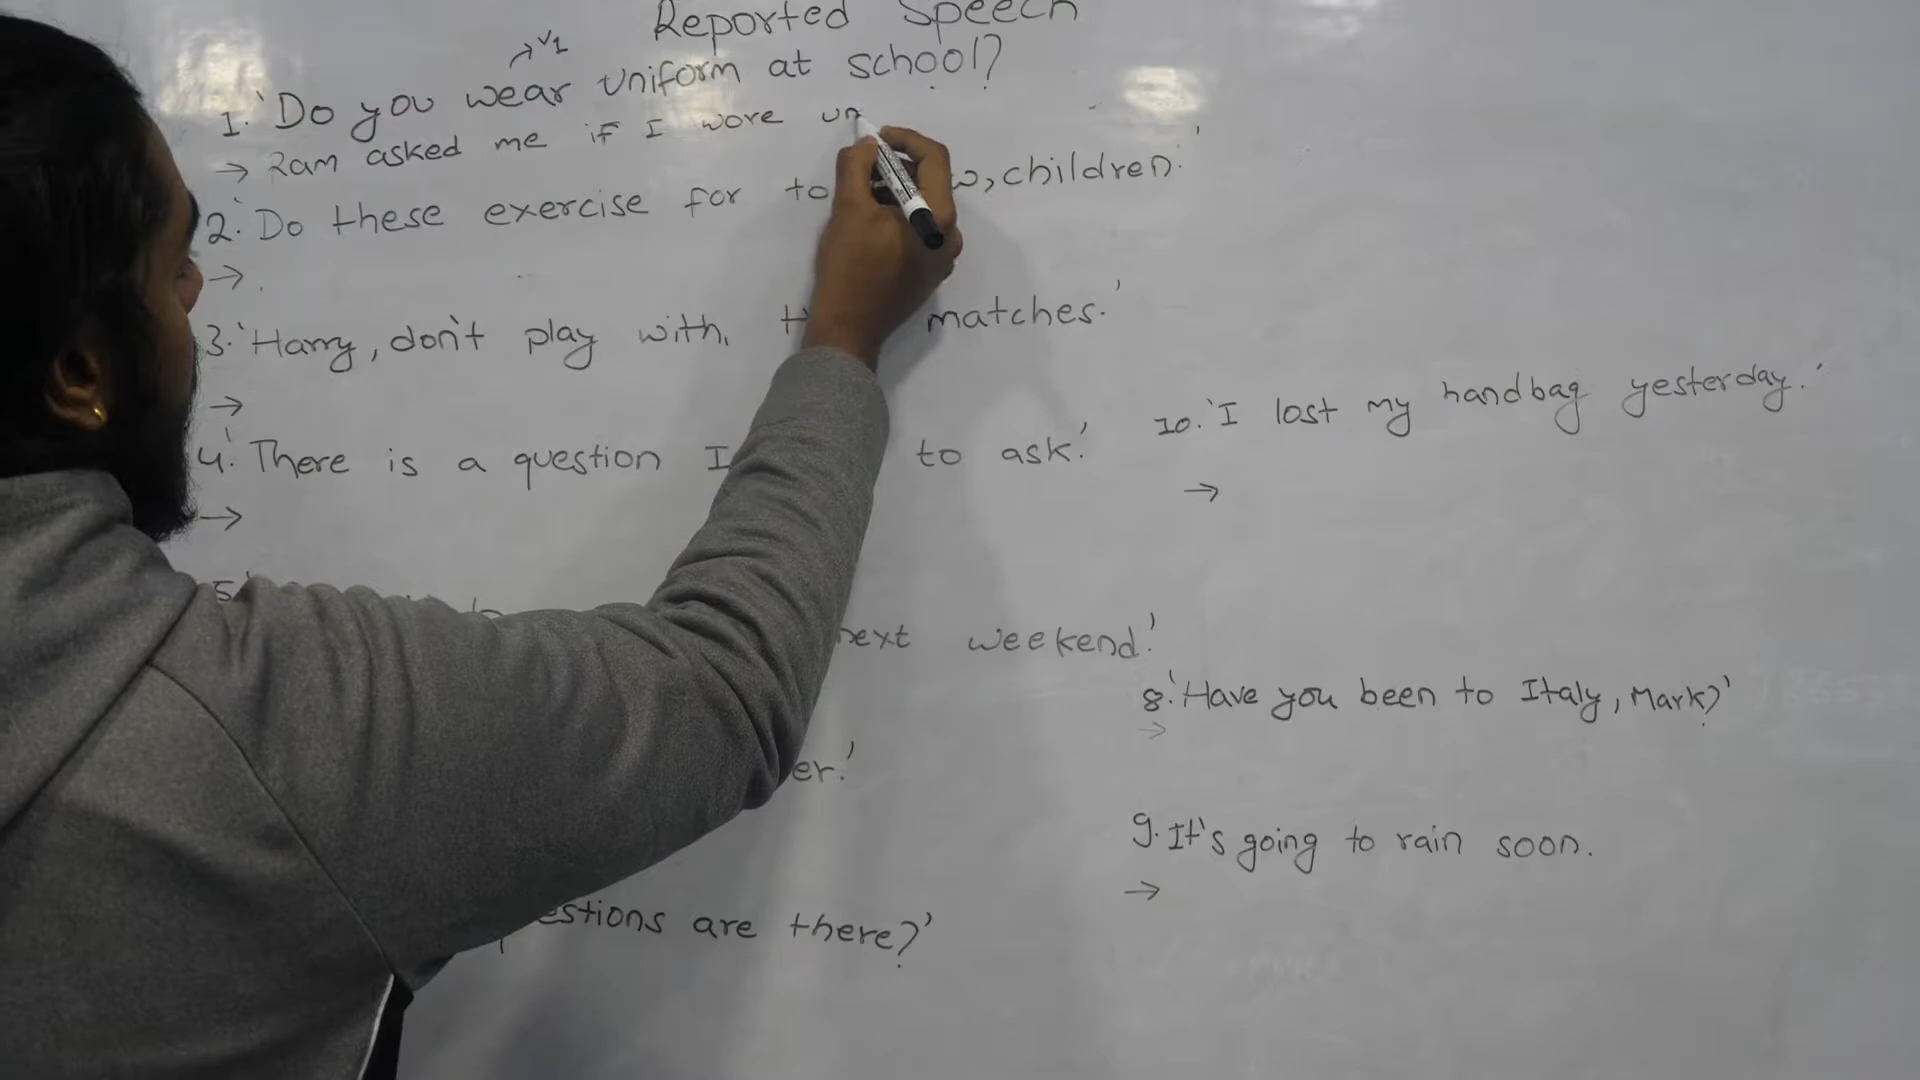 Reported Speech
→ V1
1. 'Do you wear uniform at school?
→ Ram asked me if I wore un
2. 'Do these exercise for to w, children.'
→
3. 'Harry, don't play with matches.'
→
4. 'There is a question I to ask.'
→
5. '
next weekend.'
er.'
estions are there?'
10. 'I lost my handbag yesterday.'
→
8. 'Have you been to Italy, Mark?'
→
9. It's going to rain soon.
→